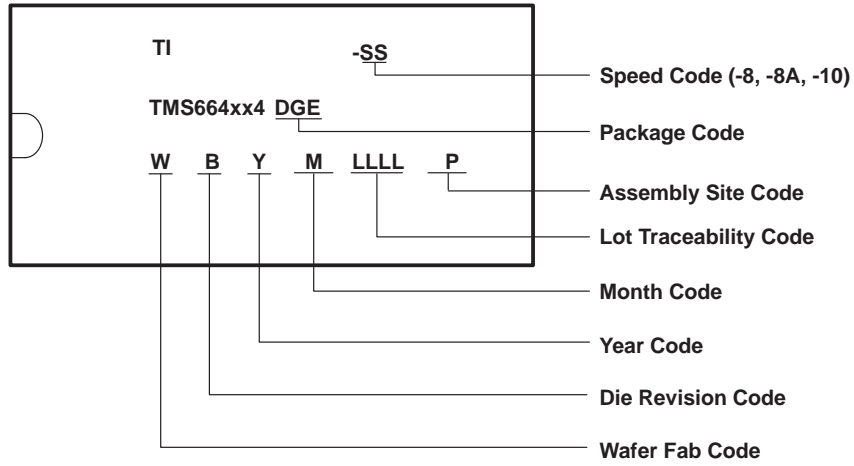 TI -SS
Speed Code (-8, -8A, -10)
TMS664xx4 DGE
Package Code
W B Y M LLLL P
Assembly Site Code
Lot Traceability Code
Month Code
Year Code
Die Revision Code
Wafer Fab Code